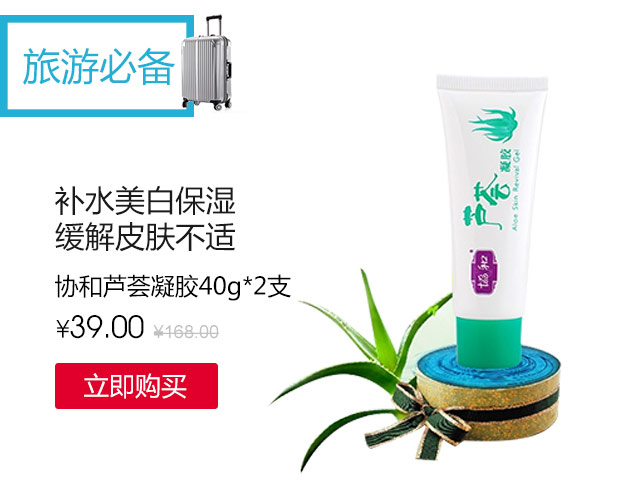 旅游必备
补水美白保湿
缓解皮肤不适
协和芦荟凝胶40g*2支
¥39.00 ¥168.00
立即购买
芦荟
凝胶
Aloe Skin Revival Gel
协和